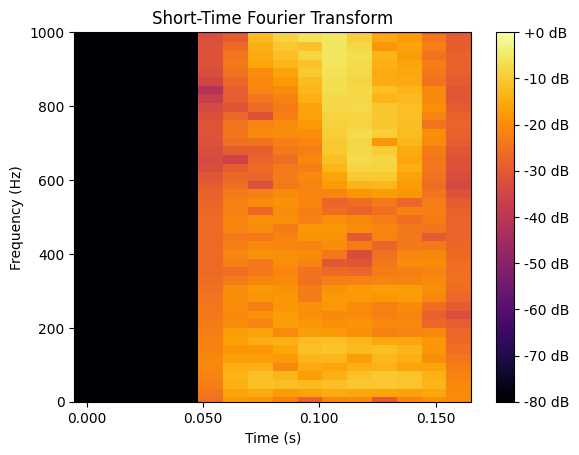 Short-Time Fourier Transform
1000
800
600
400
200
0
Frequency (Hz)
0.000
0.050
0.100
0.150
Time (s)
+0 dB
-10 dB
-20 dB
-30 dB
-40 dB
-50 dB
-60 dB
-70 dB
-80 dB